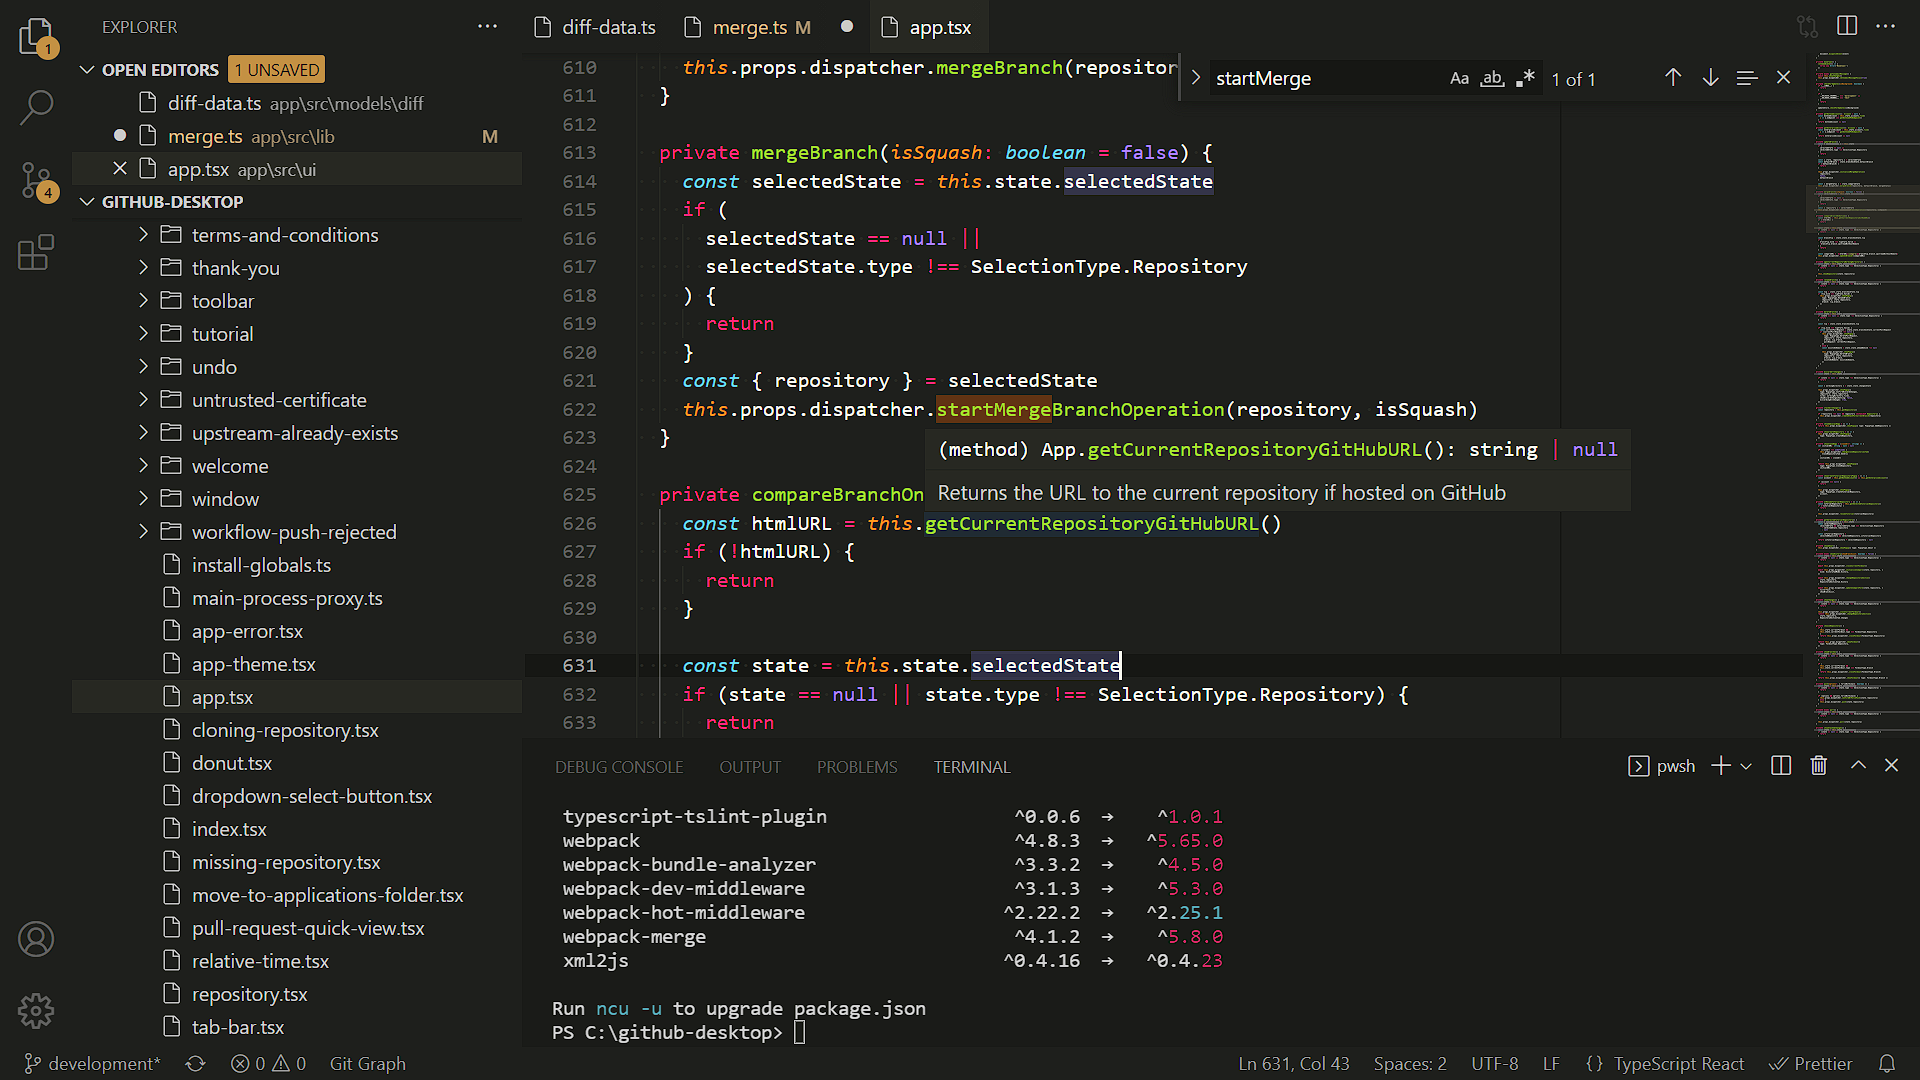 EXPLORER
OPEN EDITORS 1 UNSAVED
diff-data.ts app\src\models\diff
merge.ts app\src\lib M
app.tsx app\src\ui
GITHUB-DESKTOP
terms-and-conditions
thank-you
toolbar
tutorial
undo
untrusted-certificate
upstream-already-exists
welcome
window
workflow-push-rejected
install-globals.ts
main-process-proxy.ts
app-error.tsx
app-theme.tsx
app.tsx
cloning-repository.tsx
donut.tsx
dropdown-select-button.tsx
index.tsx
missing-repository.tsx
move-to-applications-folder.tsx
pull-request-quick-view.tsx
relative-time.tsx
repository.tsx
tab-bar.tsx
1
4
diff-data.ts merge.ts M app.tsx
startMerge Aa ab .* 1 of 1
610 this.props.dispatcher.mergeBranch(repositor
611 }
612
613 private mergeBranch(isSquash: boolean = false) {
614 const selectedState = this.state.selectedState
615 if (
616 selectedState == null ||
617 selectedState.type !== SelectionType.Repository
618 ) {
619 return
620 }
621 const { repository } = selectedState
622 this.props.dispatcher.startMergeBranchOperation(repository, isSquash)
623 }
624
(method) App.getCurrentRepositoryGitHubURL(): string | null
Returns the URL to the current repository if hosted on GitHub
625 private compareBranchOn
626 const htmlURL = this.getCurrentRepositoryGitHubURL()
627 if (!htmlURL) {
628 return
629 }
630
631 const state = this.state.selectedState
632 if (state == null || state.type !== SelectionType.Repository) {
633 return
DEBUG CONSOLE OUTPUT PROBLEMS TERMINAL pwsh
typescript-tslint-plugin ^0.0.6 → ^1.0.1
webpack ^4.8.3 → ^5.65.0
webpack-bundle-analyzer ^3.3.2 → ^4.5.0
webpack-dev-middleware ^3.1.3 → ^5.3.0
webpack-hot-middleware ^2.22.2 → ^2.25.1
webpack-merge ^4.1.2 → ^5.8.0
xml2js ^0.4.16 → ^0.4.23
Run ncu -u to upgrade package.json
PS C:\github-desktop>
development* 0 0 Git Graph Ln 631, Col 43 Spaces: 2 UTF-8 LF {} TypeScript React Prettier